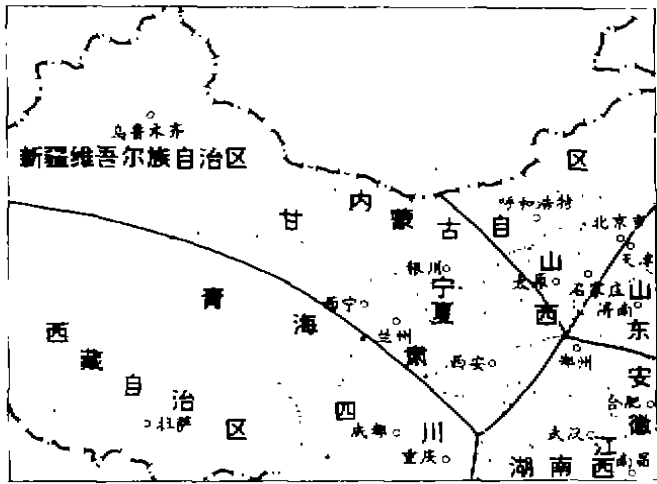 乌鲁木齐
新疆维吾尔族自治区
区
内蒙古自
呼和浩特
北京市
天津
甘
肃
银川
宁夏
山西
太原
石家庄
济南
山东
青海
西宁
兰州
西安
郑州
安徽
合肥
西藏自治区
拉萨
四川
成都
重庆
武汉
湖南
江西
南昌